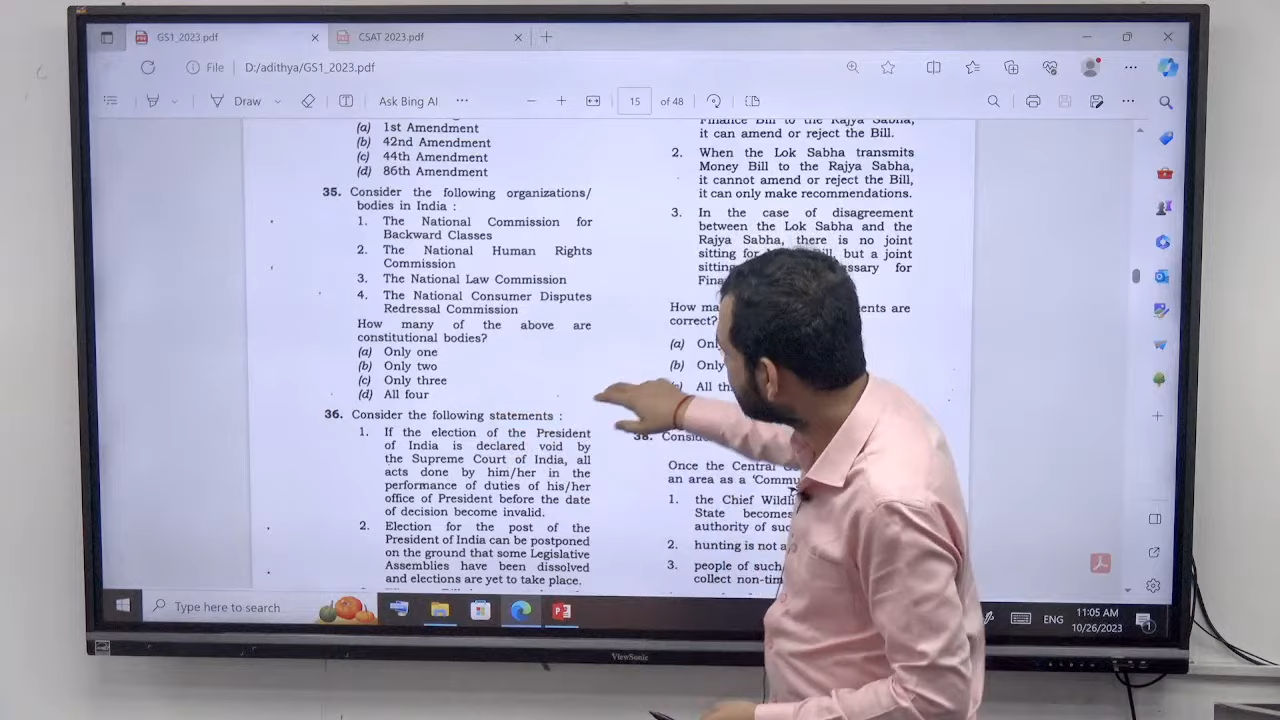 GS1_2023.pdf
CSAT 2023.pdf
File
D:/adithya/GS1_2023.pdf
Draw
Ask Bing AI
15
of 48
(a) 1st Amendment
(b) 42nd Amendment
(c) 44th Amendment
(d) 86th Amendment
35. Consider the following organizations/
bodies in India :
1. The National Commission for
Backward Classes
2. The National Human Rights
Commission
3. The National Law Commission
4. The National Consumer Disputes
Redressal Commission
How many of the above are
constitutional bodies?
(a) Only one
(b) Only two
(c) Only three
(d) All four
36. Consider the following statements :
1. If the election of the President
of India is declared void by
the Supreme Court of India, all
acts done by him/her in the
performance of duties of his/her
office of President before the date
of decision become invalid.
2. Election for the post of the
President of India can be postponed
on the ground that some Legislative
Assemblies have been dissolved
and elections are yet to take place.
Finance Bill to the Rajya Sabha,
it can amend or reject the Bill.
2. When the Lok Sabha transmits
Money Bill to the Rajya Sabha,
it cannot amend or reject the Bill,
it can only make recommendations.
3. In the case of disagreement
between the Lok Sabha and the
Rajya Sabha, there is no joint
sitting for bill, but a joint
sitting for
How are
correct?
(a)
(b) Only
All
38.
Once the Central
an area as a
1. the Chief
State becomes
authority of
2. hunting is not
3. people of such
collect
Type here to search
ENG
11:05 AM
10/26/2023
1
ViewSonic